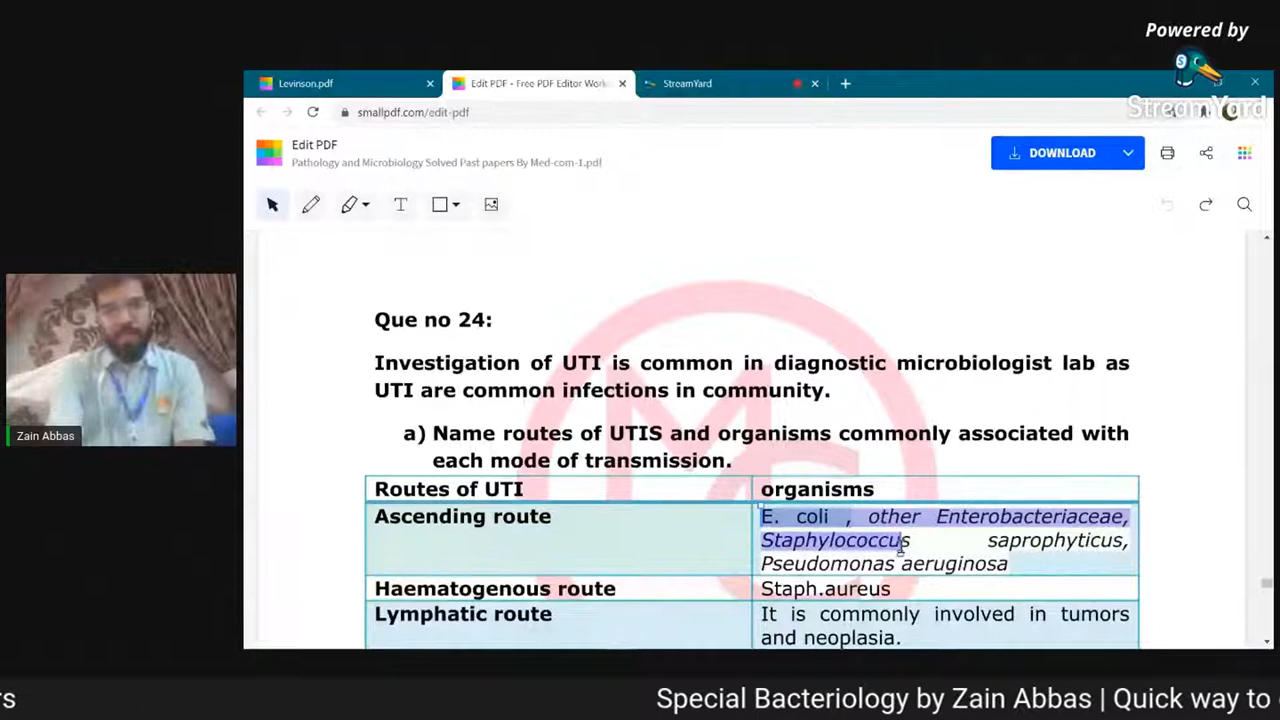 Powered by
StreamYard
Levinson.pdf
Edit PDF - Free PDF Editor Work
StreamYard
smallpdf.com/edit-pdf
Edit PDF
Pathology and Microbiology Solved Past papers By Med-com-1.pdf
DOWNLOAD
Que no 24:
Investigation of UTI is common in diagnostic microbiologist lab as
UTI are common infections in community.
a) Name routes of UTIS and organisms commonly associated with
each mode of transmission.
Routes of UTI organisms
Ascending route E. coli , other Enterobacteriaceae,
Staphylococcus saprophyticus,
Pseudomonas aeruginosa
Haematogenous route Staph.aureus
Lymphatic route It is commonly involved in tumors
and neoplasia.
Zain Abbas
rs Special Bacteriology by Zain Abbas | Quick way to